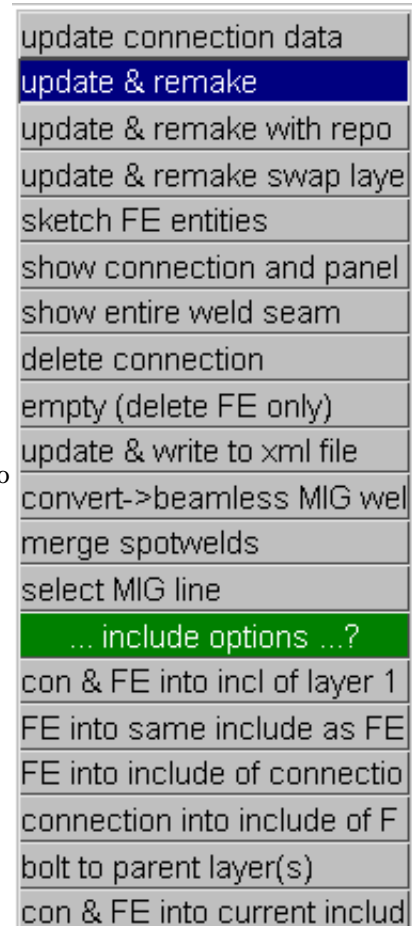 update connection data
update & remake
update & remake with repo
update & remake swap laye
sketch FE entities
show connection and panel
show entire weld seam
delete connection
empty (delete FE only)
update & write to xml file
o
convert->beamless MIG wel
merge spotwelds
select MIG line
... include options ...?
con & FE into incl of layer 1
FE into same include as FE
FE into include of connectio
connection into include of F
bolt to parent layer(s)
con & FE into current includ